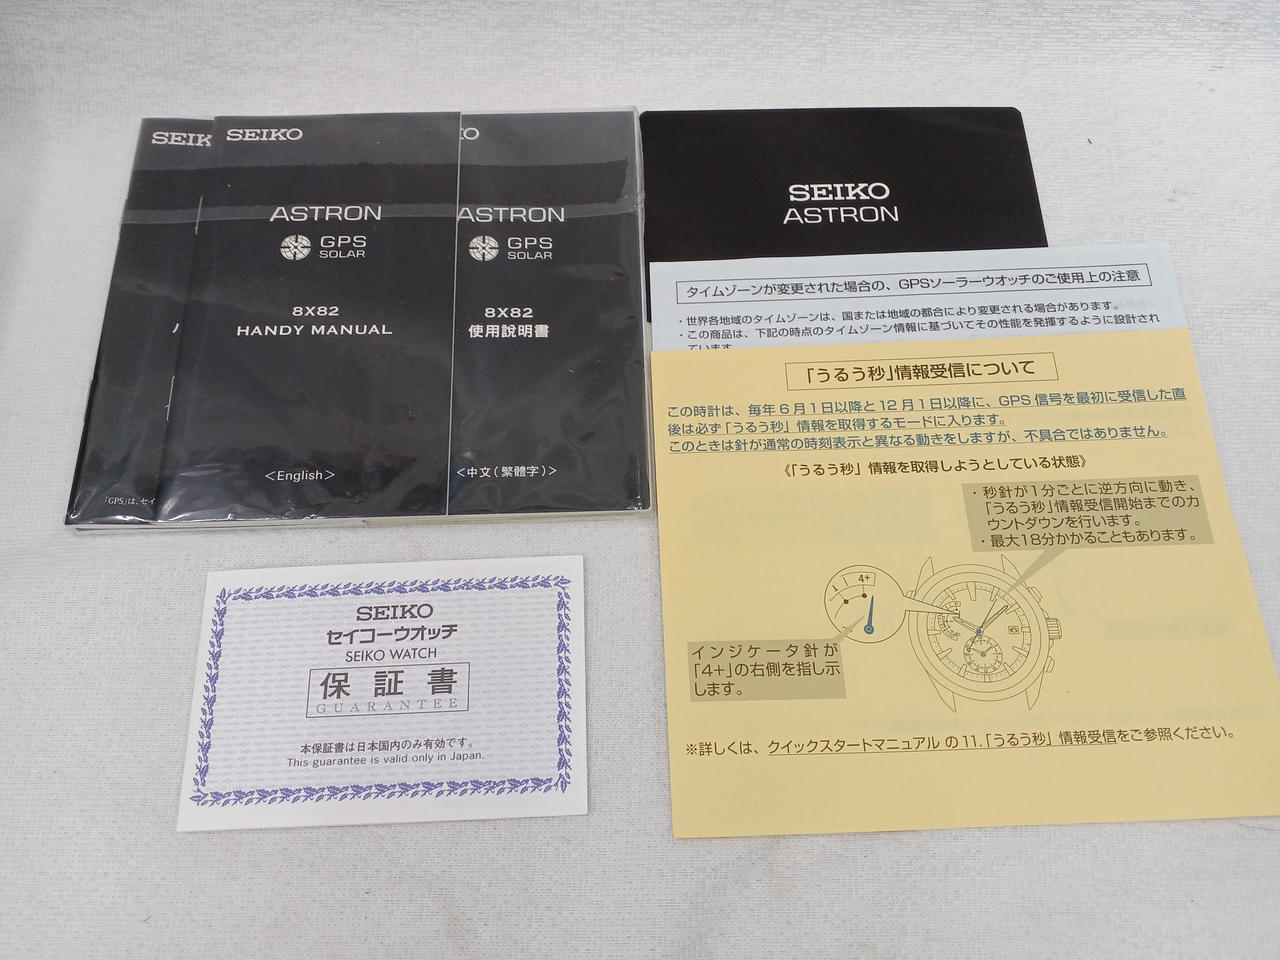 SEIK
「GPS」は、セイ
SEIKO
ASTRON
GPS
SOLAR
8X82
HANDY MANUAL
<English>
ASTRON
GPS
SOLAR
8X82
使用說明書
<中文(繁體字)>
SEIKO
ASTRON
タイムゾーンが変更された場合の、GPSソーラーウオッチのご使用上の注意
・世界各地域のタイムゾーンは、国または地域の都合により変更される場合があります。
・この商品は、下記の時点のタイムゾーン情報に基づいてその性能を発揮するように設計され
ています。
「うるう秒」情報受信について
この時計は、毎年6月1日以降と12月1日以降に、GPS信号を最初に受信した直
後は必ず「うるう秒」情報を取得するモードに入ります。
このときは針が通常の時刻表示と異なる動きをしますが、不具合ではありません。
《「うるう秒」情報を取得しようとしている状態》
・秒針が1分ごとに逆方向に動き、
「うるう秒」情報受信開始までのカ
ウントダウンを行います。
・最大18分かかることもあります。
4+
インジケータ針が
「4+」の右側を指し示
します。
※詳しくは、クイックスタートマニュアル の11.「うるう秒」情報受信をご参照ください。
SEIKO
セイコーウオッチ
SEIKO WATCH
保証書
GUARANTEE
本保証書は日本国内のみ有効です。
This guarantee is valid only in Japan.